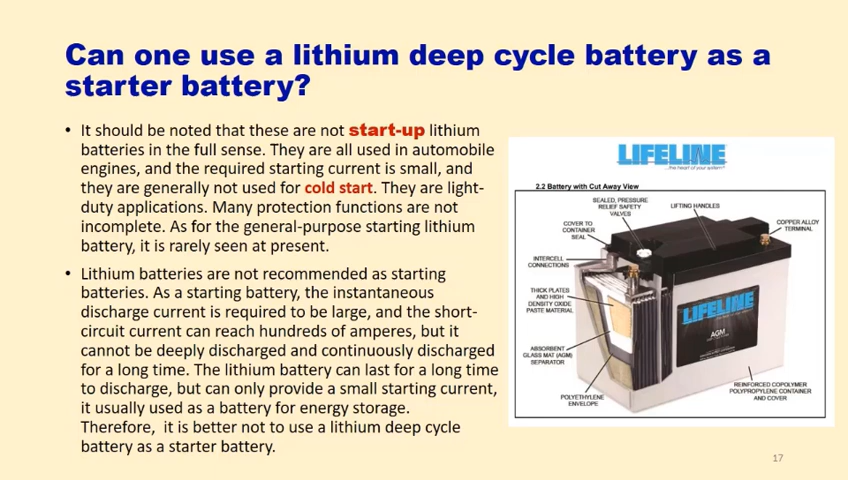 Can one use a lithium deep cycle battery as a
starter battery?
• It should be noted that these are not start-up lithium
batteries in the full sense. They are all used in automobile
engines, and the required starting current is small, and
they are generally not used for cold start. They are light-
duty applications. Many protection functions are not
incomplete. As for the general-purpose starting lithium
battery, it is rarely seen at present.
• Lithium batteries are not recommended as starting
batteries. As a starting battery, the instantaneous
discharge current is required to be large, and the short-
circuit current can reach hundreds of amperes, but it
cannot be deeply discharged and continuously discharged
for a long time. The lithium battery can last for a long time
to discharge, but can only provide a small starting current,
it usually used as a battery for energy storage.
Therefore, it is better not to use a lithium deep cycle
battery as a starter battery.
LIFELINE
...the heart of your system
2.2 Battery with Cut Away View
SEALED, PRESSURE
RELIEF SAFETY
VALVES
LIFTING HANDLES
COVER TO
CONTAINER
SEAL
COPPER ALLOY
TERMINAL
INTERCELL
CONNECTIONS
THICK PLATES
AND HIGH
DENSITY OXIDE
PASTE MATERIAL
LIFELINE
AGM
ABSORBENT
GLASS MAT (AGM)
SEPARATOR
POLYETHYLENE
ENVELOPE
REINFORCED COPOLYMER
POLYPROPYLENE CONTAINER
AND COVER
17